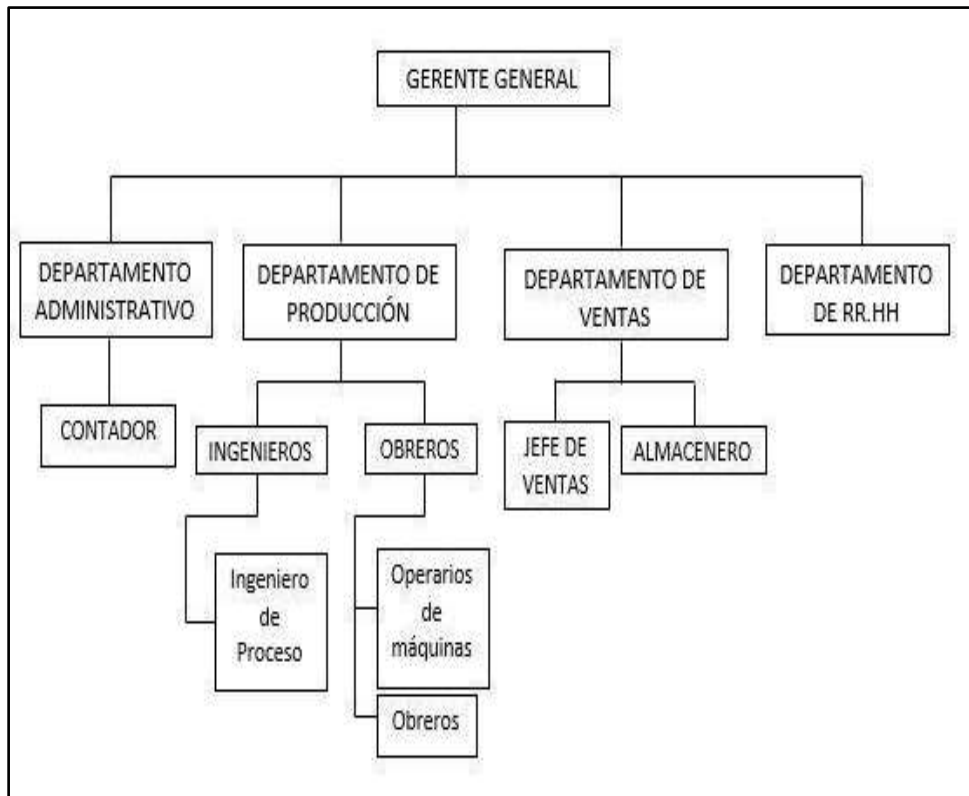 GERENTE GENERAL
DEPARTAMENTO
ADMINISTRATIVO
DEPARTAMENTO DE
PRODUCCIÓN
DEPARTAMENTO DE
VENTAS
DEPARTAMENTO
DE RR.HH
CONTADOR
INGENIEROS
OBREROS
JEFE DE
VENTAS
ALMACENERO
Ingeniero
de
Proceso
Operarios
de
máquinas
Obreros